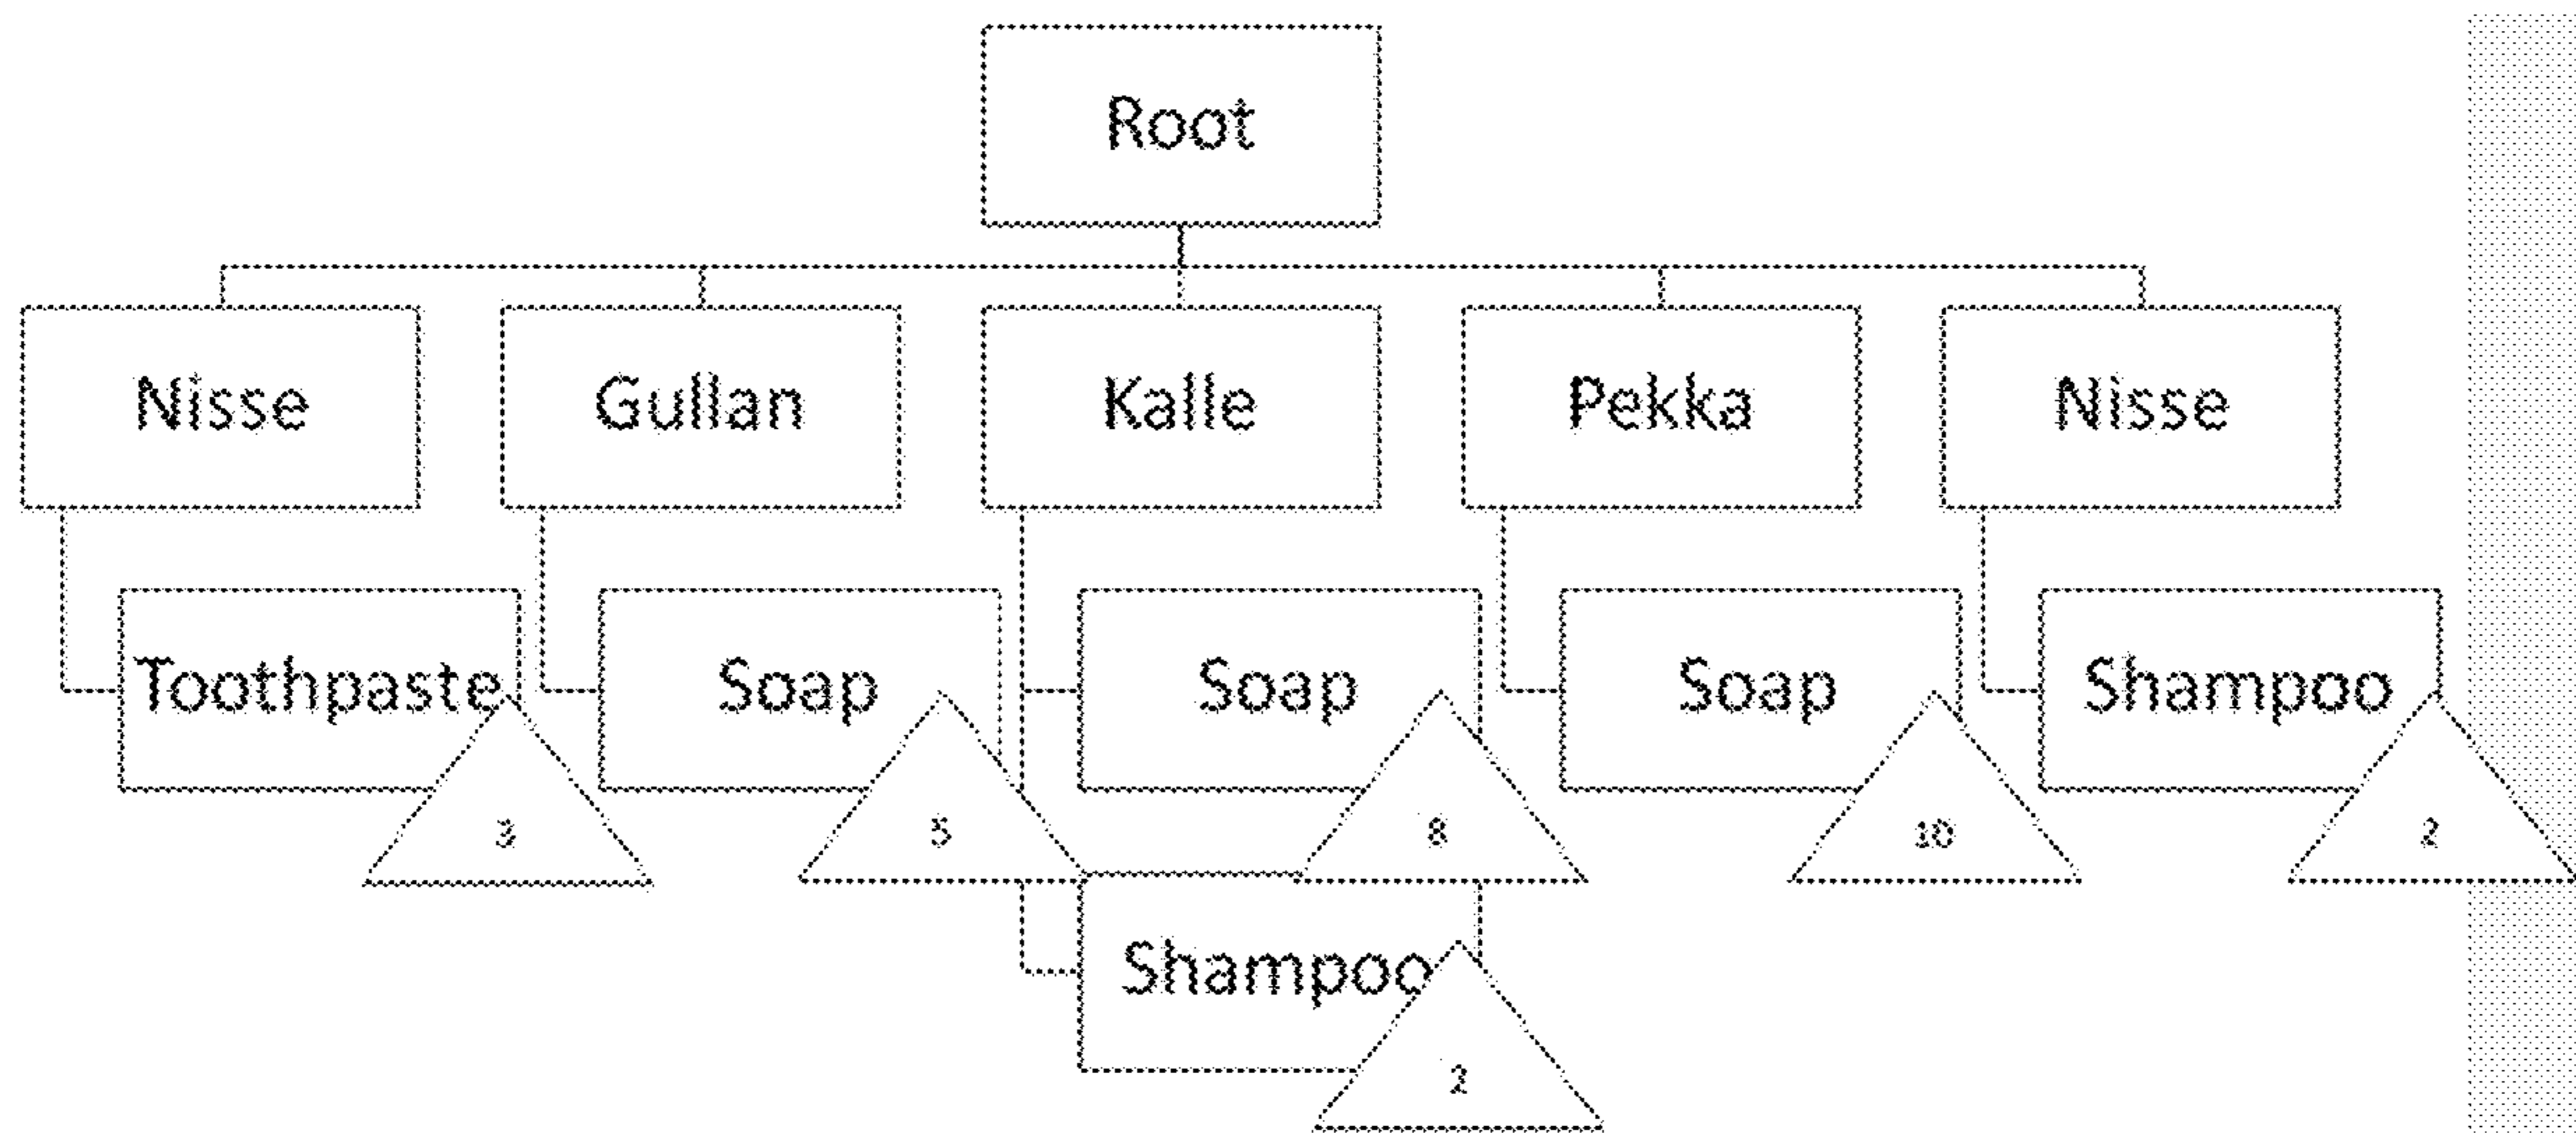 Root
Nisse
Gullan
Kalle
Pekka
Nisse
Toothpaste
Soap
Soap
Soap
Shampoo
3
5
8
10
2
Shampoo
2